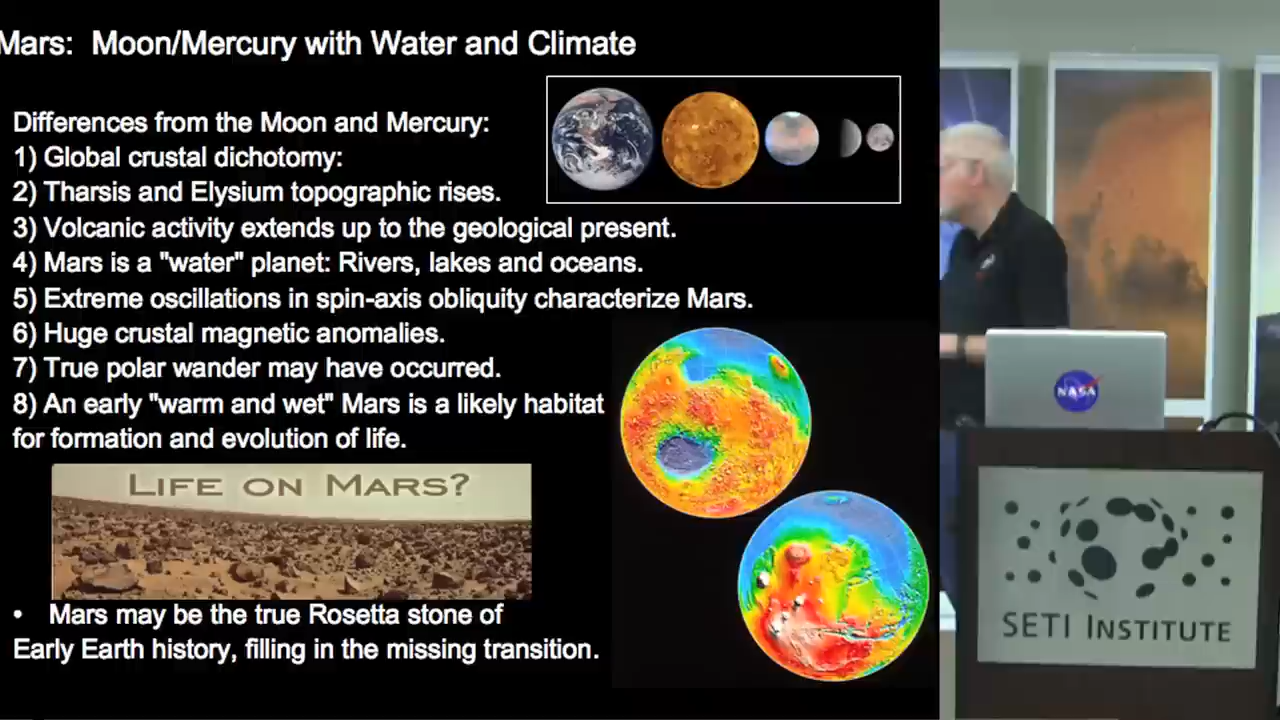 Mars: Moon/Mercury with Water and Climate
Differences from the Moon and Mercury:
1) Global crustal dichotomy:
2) Tharsis and Elysium topographic rises.
3) Volcanic activity extends up to the geological present.
4) Mars is a "water" planet: Rivers, lakes and oceans.
5) Extreme oscillations in spin-axis obliquity characterize Mars.
6) Huge crustal magnetic anomalies.
7) True polar wander may have occurred.
8) An early "warm and wet" Mars is a likely habitat
for formation and evolution of life.
LIFE ON MARS?
• Mars may be the true Rosetta stone of
Early Earth history, filling in the missing transition.
NASA
SETI INSTITUTE